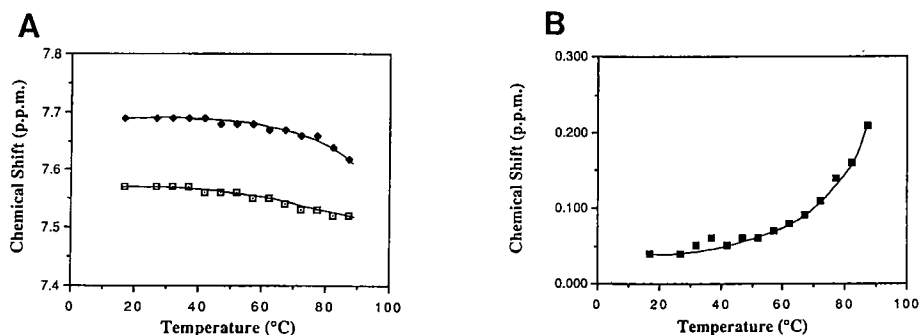 A
7.8
7.7
7.6
7.5
7.4
Chemical Shift (p.p.m.)
0 20 40 60 80 100
Temperature (°C)
B
0.300
0.200
0.100
0.000
Chemical Shift (p.p.m.)
0 20 40 60 80 100
Temperature (°C)